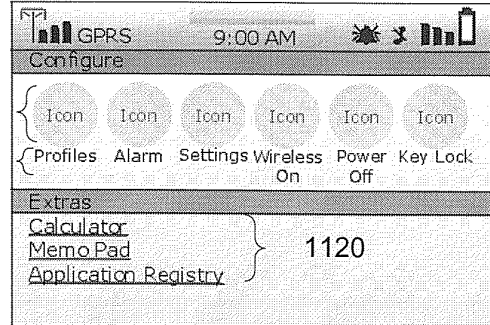 GPRS 9:00 AM
Configure
Icon Icon Icon Icon Icon Icon
Profiles Alarm Settings Wireless On Power Off Key Lock
Extras
Calculator
Memo Pad
Application Registry
1120